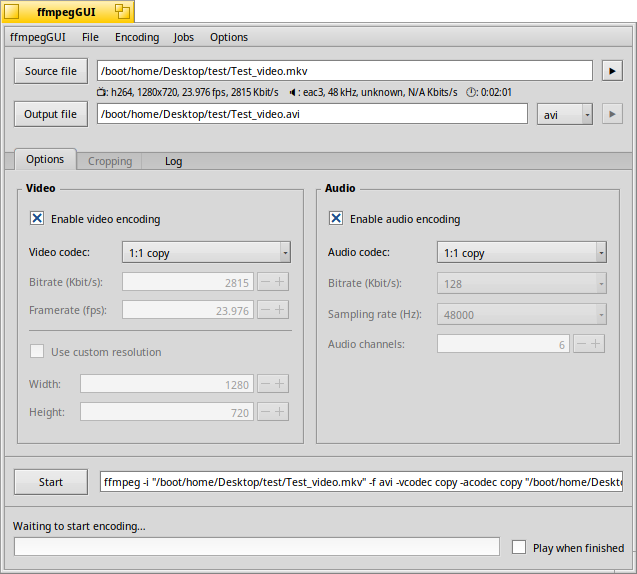 ffmpegGUI
ffmpegGUI File Encoding Jobs Options
Source file /boot/home/Desktop/test/Test_video.mkv
: h264, 1280x720, 23.976 fps, 2815 Kbit/s : eac3, 48 kHz, unknown, N/A Kbits/s : 0:02:01
Output file /boot/home/Desktop/test/Test_video.avi avi
Options Cropping Log
Video
Enable video encoding
Video codec: 1:1 copy
Bitrate (Kbit/s): 2815
Framerate (fps): 23.976
Use custom resolution
Width: 1280
Height: 720
Audio
Enable audio encoding
Audio codec: 1:1 copy
Bitrate (Kbit/s): 128
Sampling rate (Hz): 48000
Audio channels: 6
Start ffmpeg -i "/boot/home/Desktop/test/Test_video.mkv" -f avi -vcodec copy -acodec copy "/boot/home/Deskto
Waiting to start encoding...
Play when finished